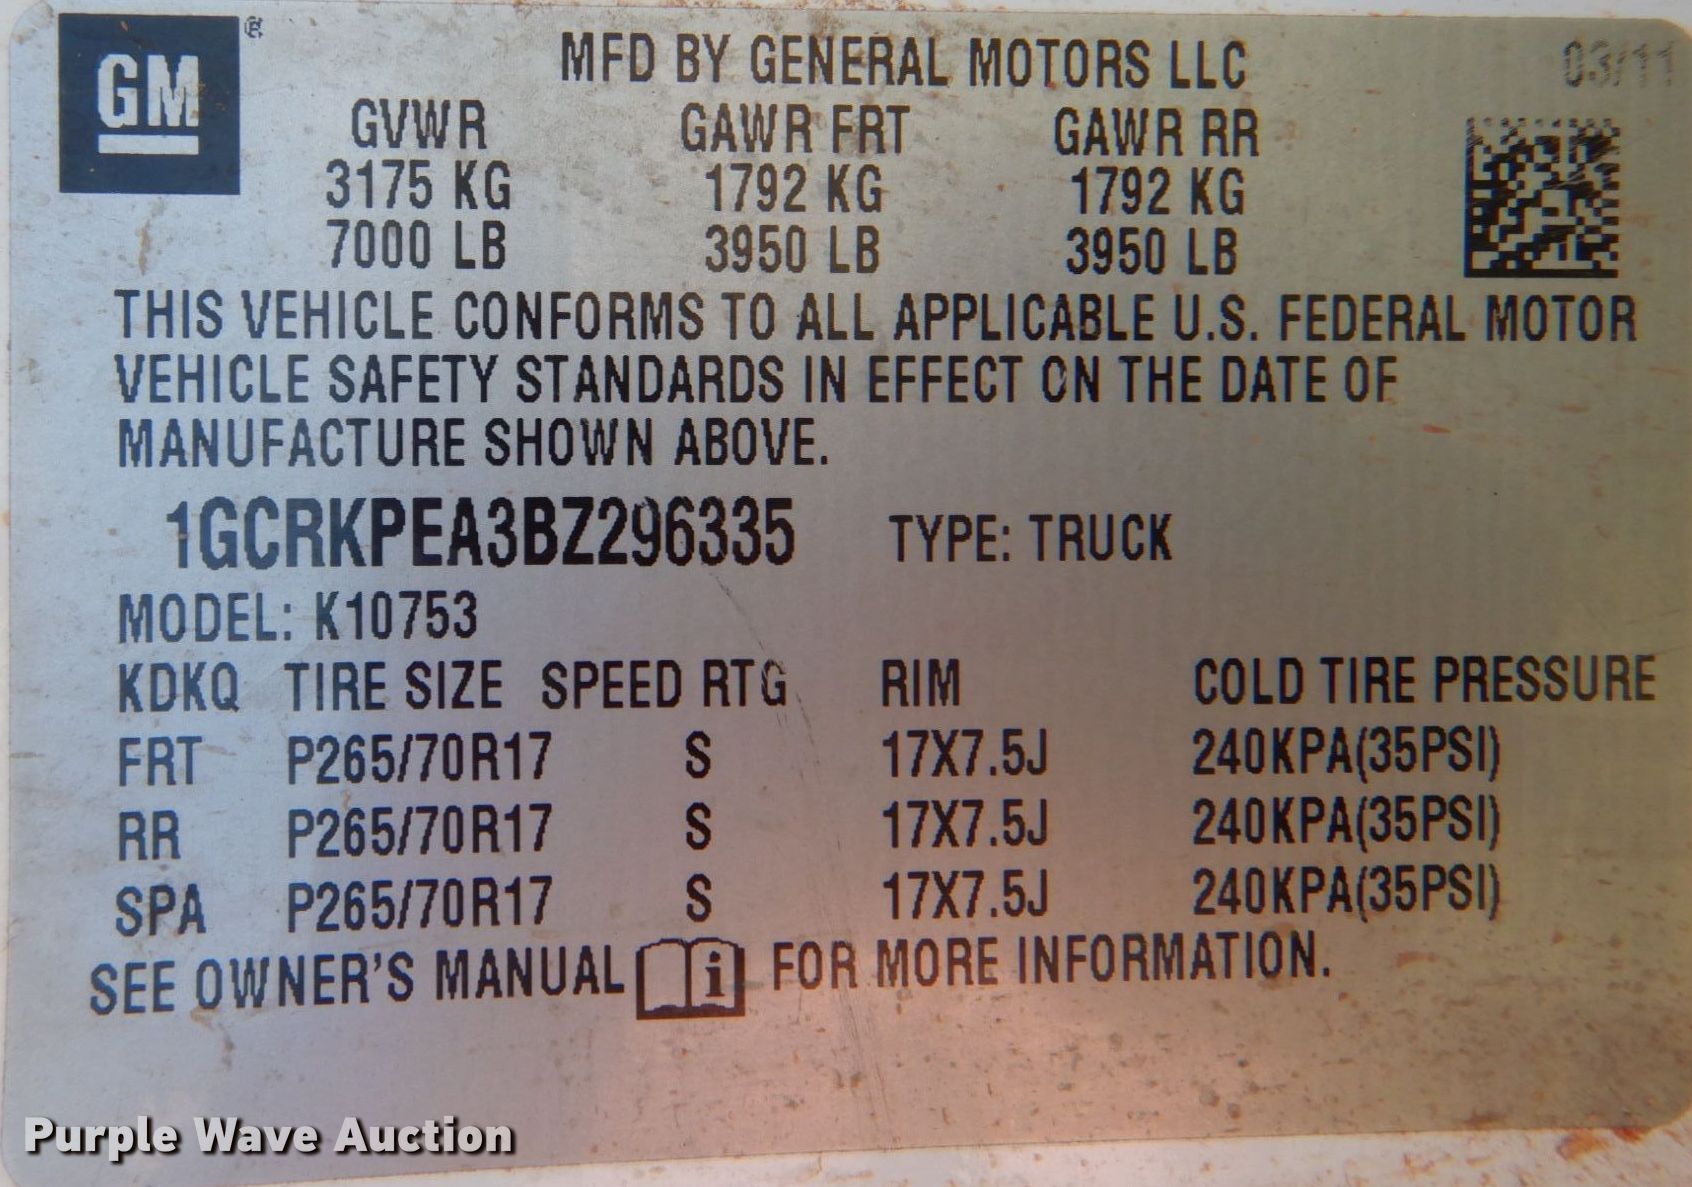 GM
MFD BY GENERAL MOTORS LLC 03/11
GVWR GAWR FRT GAWR RR
3175 KG 1792 KG 1792 KG
7000 LB 3950 LB 3950 LB
THIS VEHICLE CONFORMS TO ALL APPLICABLE U.S. FEDERAL MOTOR
VEHICLE SAFETY STANDARDS IN EFFECT ON THE DATE OF
MANUFACTURE SHOWN ABOVE.
1GCRKPEA3BZ296335 TYPE: TRUCK
MODEL: K10753
KDKQ TIRE SIZE SPEED RTG RIM COLD TIRE PRESSURE
FRT P265/70R17 S 17X7.5J 240KPA(35PSI)
RR P265/70R17 S 17X7.5J 240KPA(35PSI)
SPA P265/70R17 S 17X7.5J 240KPA(35PSI)
SEE OWNER'S MANUAL i FOR MORE INFORMATION.
Purple Wave Auction